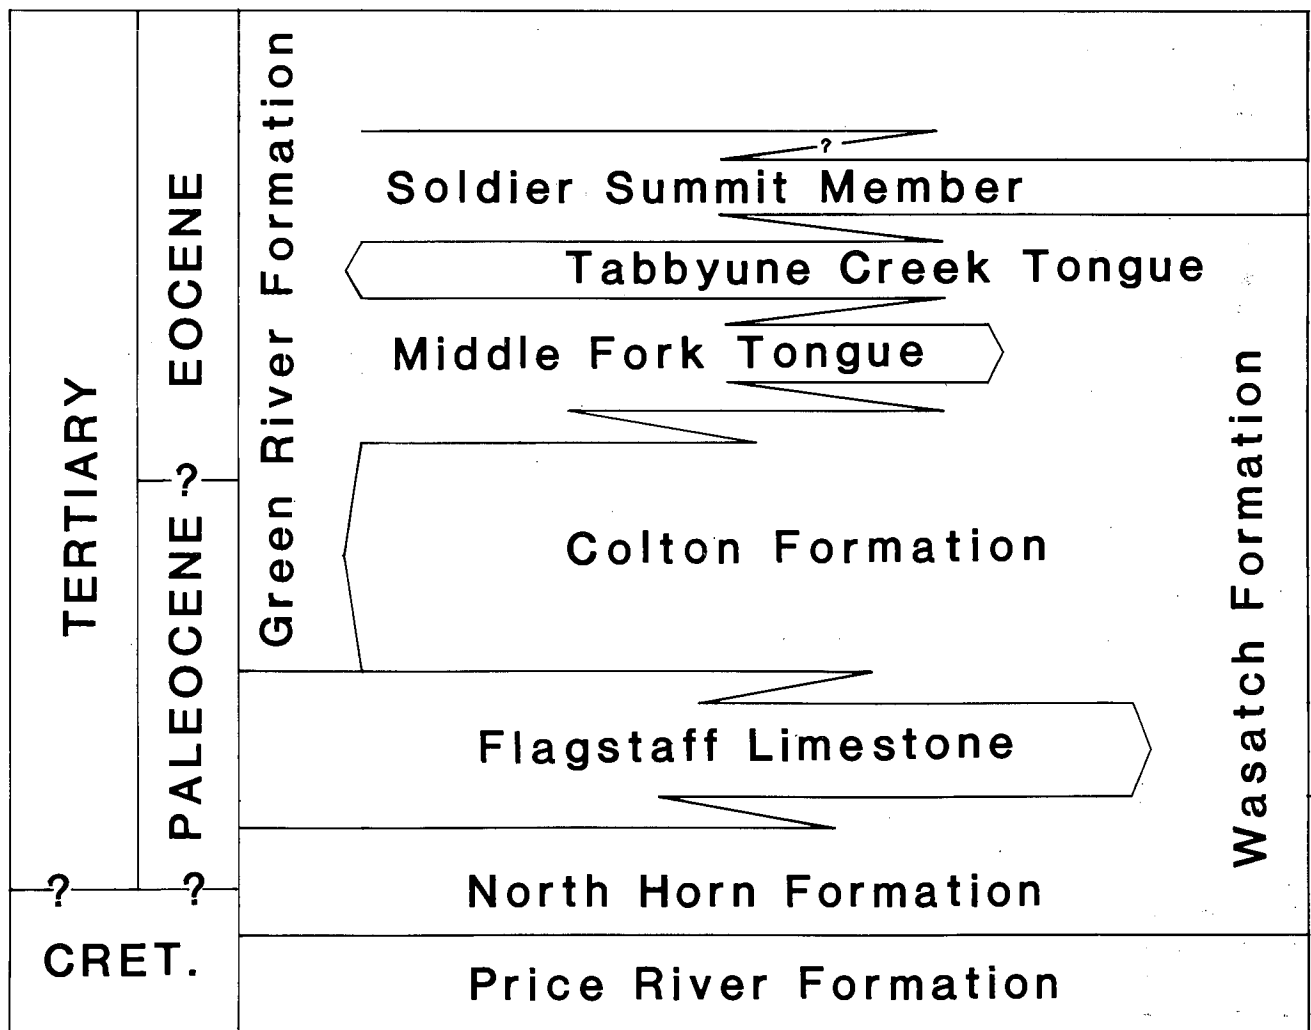 TERTIARY
EOCENE
?
PALEOCENE
?
?
CRET.
Green River Formation
?
Soldier Summit Member
Tabbyune Creek Tongue
Middle Fork Tongue
Colton Formation
Flagstaff Limestone
North Horn Formation
Price River Formation
Wasatch Formation